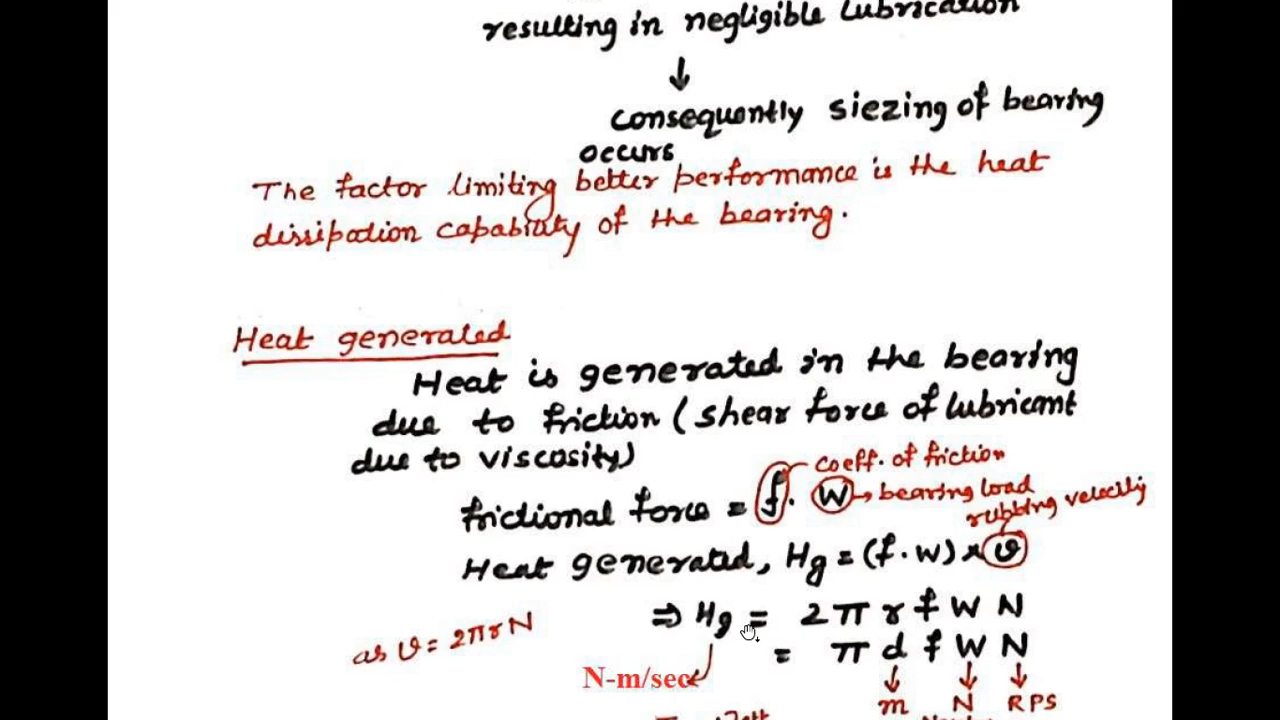 resulting in negligible lubrication
↓
consequently siezing of bearing
occurs
The factor limiting better performance is the heat
dissipation capability of the bearing.
Heat generated
Heat is generated in the bearing
due to friction (shear force of lubricant
due to viscosity)
coeff. of friction
frictional force = f. W → bearing load
rubbing velocity
Heat generated, Hg = (f.W) × v
⇒ Hg = 2 π r f W N
as v = 2πrN
= π d f W N
N-m/sec
m N RPS